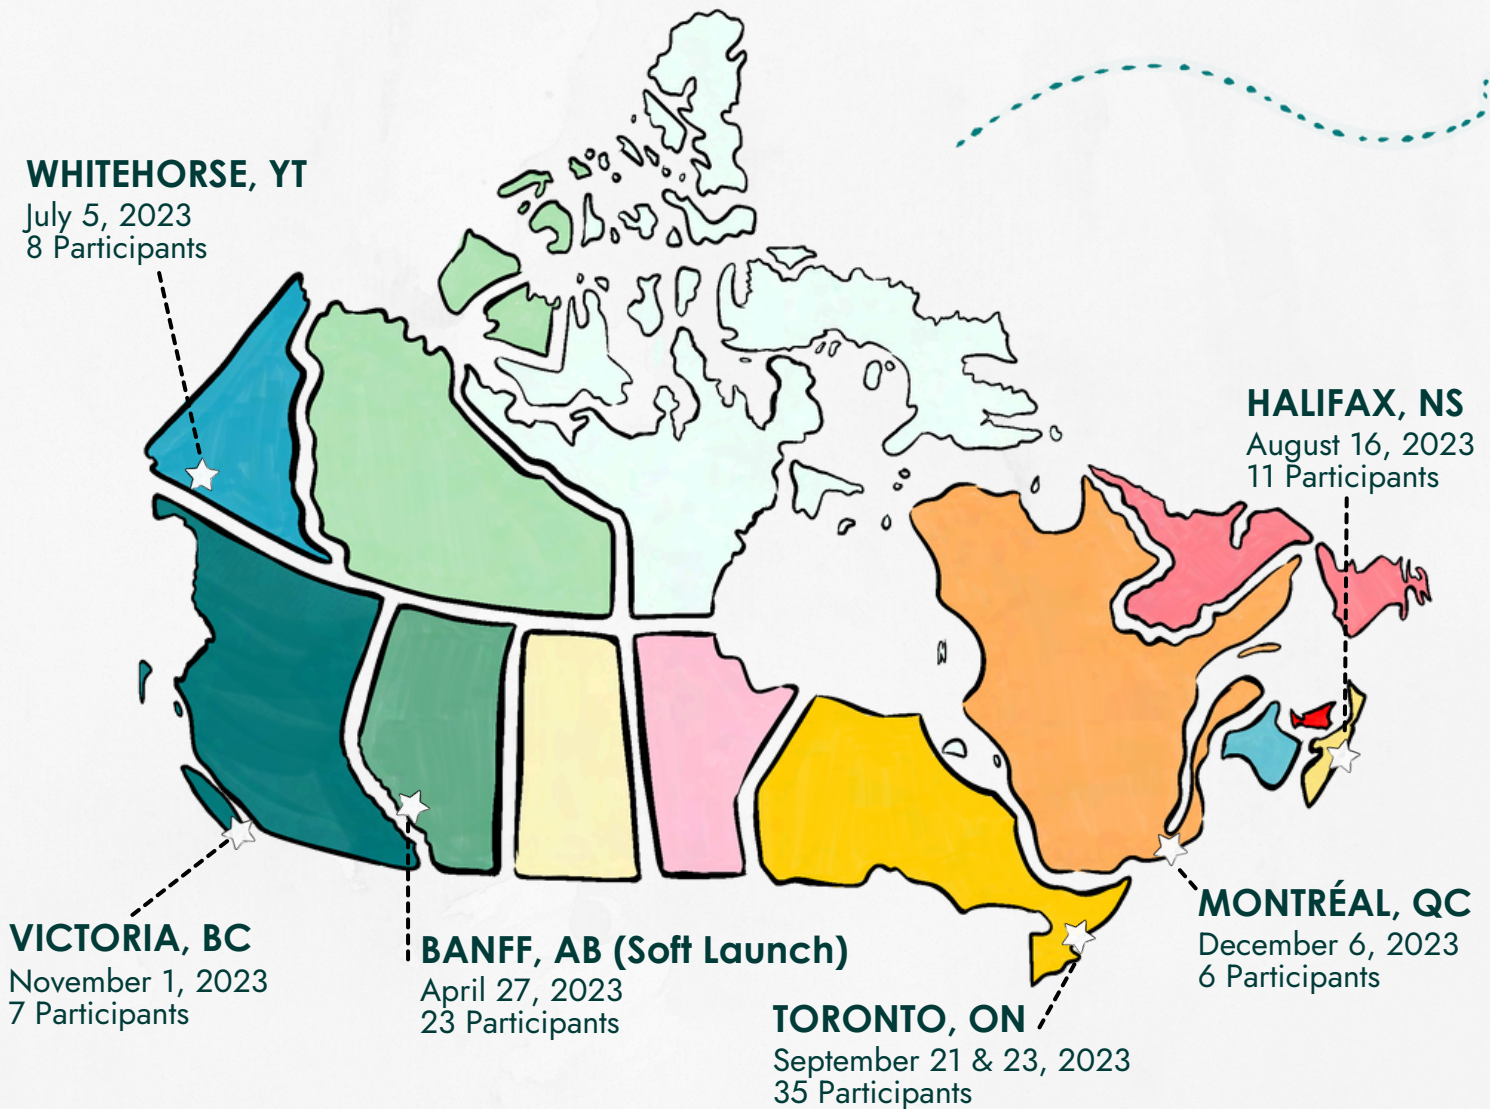 WHITEHORSE, YT
July 5, 2023
8 Participants
HALIFAX, NS
August 16, 2023
11 Participants
VICTORIA, BC
November 1, 2023
7 Participants
BANFF, AB (Soft Launch)
April 27, 2023
23 Participants
TORONTO, ON
September 21 & 23, 2023
35 Participants
MONTRÉAL, QC
December 6, 2023
6 Participants